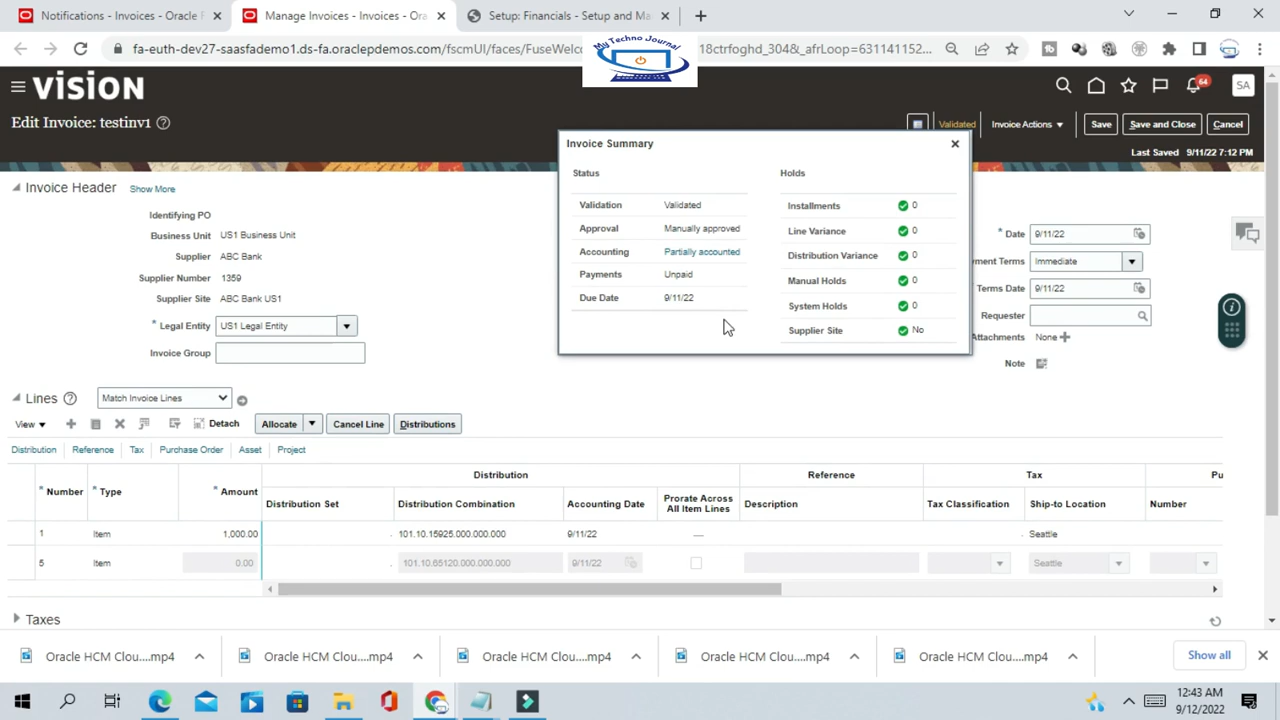 Notifications - Invoices - Oracle F
Manage Invoices - Invoices - Ora
Setup: Financials - Setup and Ma
fa-euth-dev27-saasfademo1.ds-fa.oraclepdemos.com/fscmUI/faces/FuseWelc
18ctrfoghd_304&_afrLoop=631141152...
My Techno Journal
vision
64
SA
Edit Invoice: testinv1
Validated
Invoice Actions
Save
Save and Close
Cancel
Last Saved 9/11/22 7:12 PM
Invoice Header
Show More
Identifying PO
Business Unit US1 Business Unit
Supplier ABC Bank
Supplier Number 1359
Supplier Site ABC Bank US1
* Legal Entity US1 Legal Entity
Invoice Group
Invoice Summary
Status
Validation Validated
Approval Manually approved
Accounting Partially accounted
Payments Unpaid
Due Date 9/11/22
Holds
Installments 0
Line Variance 0
Distribution Variance 0
Manual Holds 0
System Holds 0
Supplier Site No
* Date 9/11/22
ment Terms Immediate
Terms Date 9/11/22
Requester
Attachments None
Note
Lines
Match Invoice Lines
View
Detach
Allocate
Cancel Line
Distributions
Distribution Reference Tax Purchase Order Asset Project
Distribution Reference Tax Pu
* Number * Type * Amount Distribution Set Distribution Combination Accounting Date Prorate Across All Item Lines Description Tax Classification Ship-to Location Number
1 Item 1,000.00 101.10.15925.000.000.000 9/11/22 — Seattle
5 Item 0.00 101.10.65120.000.000.000 9/11/22 Seattle
Taxes
Oracle HCM Clou....mp4
Oracle HCM Clou....mp4
Oracle HCM Clou....mp4
Oracle HCM Clou....mp4
Oracle HCM Clou....mp4
Show all
12:43 AM
9/12/2022